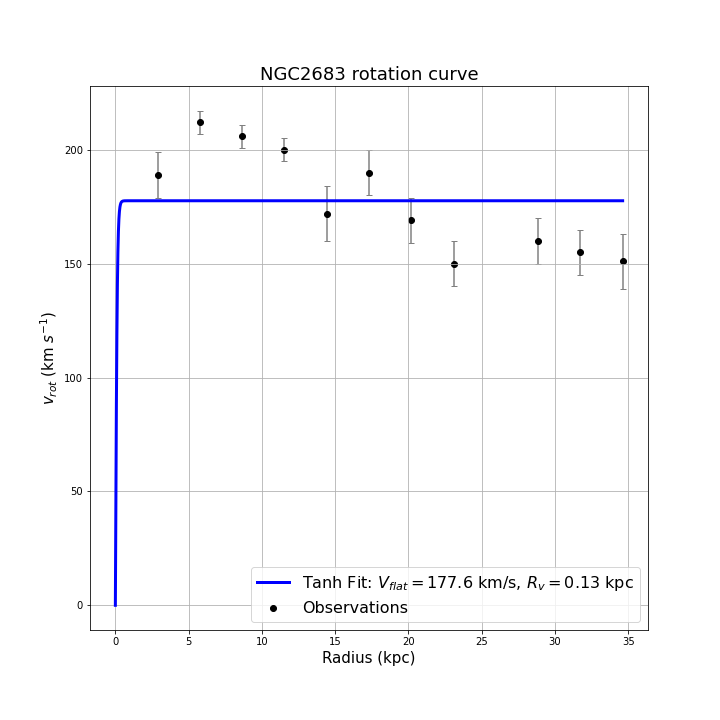 NGC2683 rotation curve
200
150
100
50
0
v_rot (km s⁻¹)
0 5 10 15 20 25 30 35
Radius (kpc)
Tanh Fit: V_flat = 177.6 km/s, R_v = 0.13 kpc
Observations